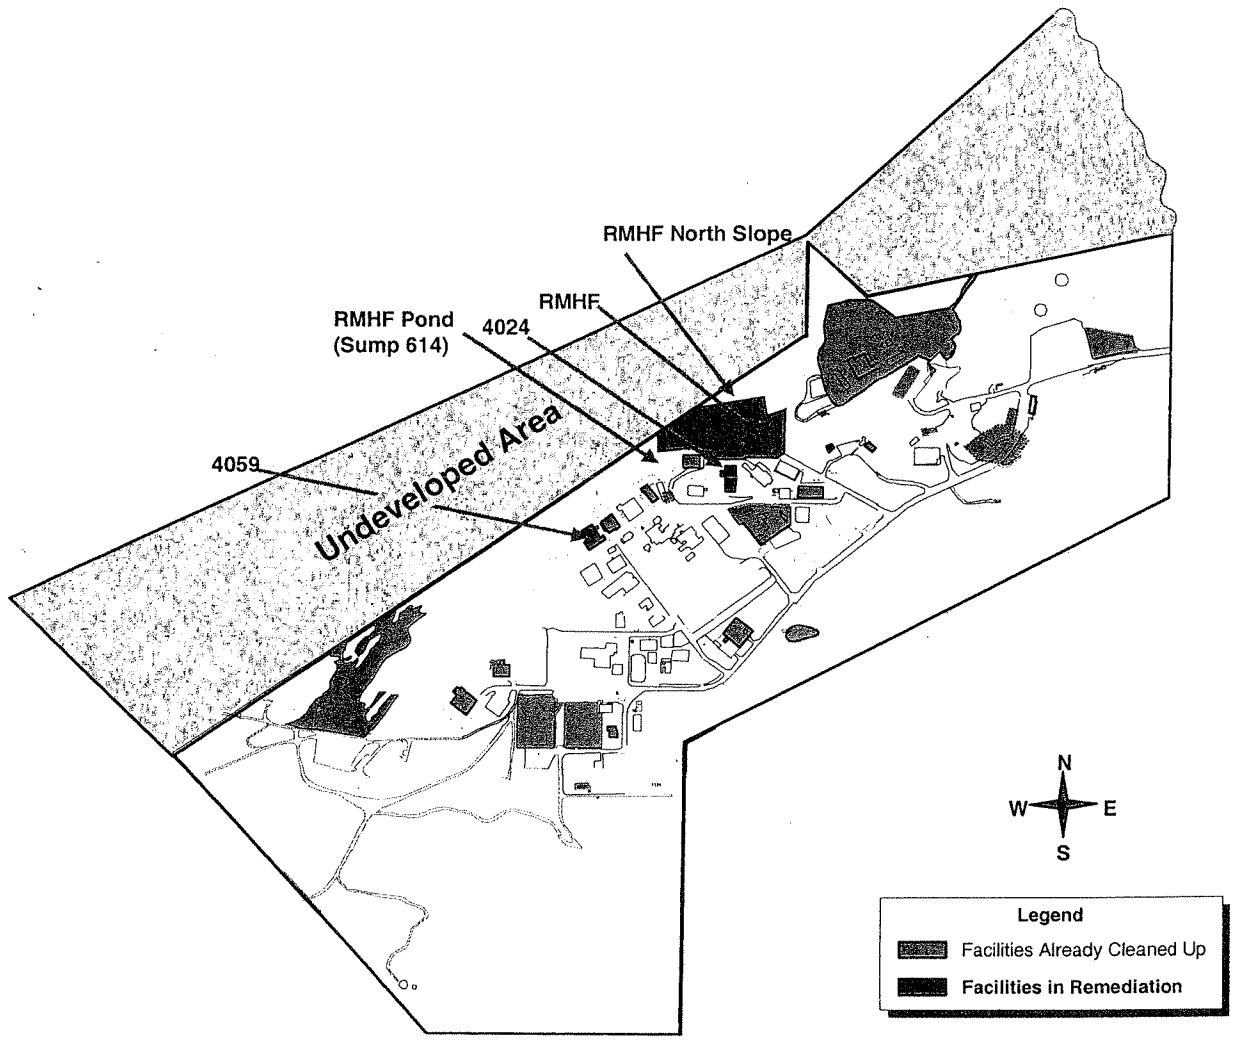 RMHF North Slope
RMHF
4024
RMHF Pond
(Sump 614)
4059
Undeveloped Area
N
W
E
S
Legend
Facilities Already Cleaned Up
Facilities in Remediation